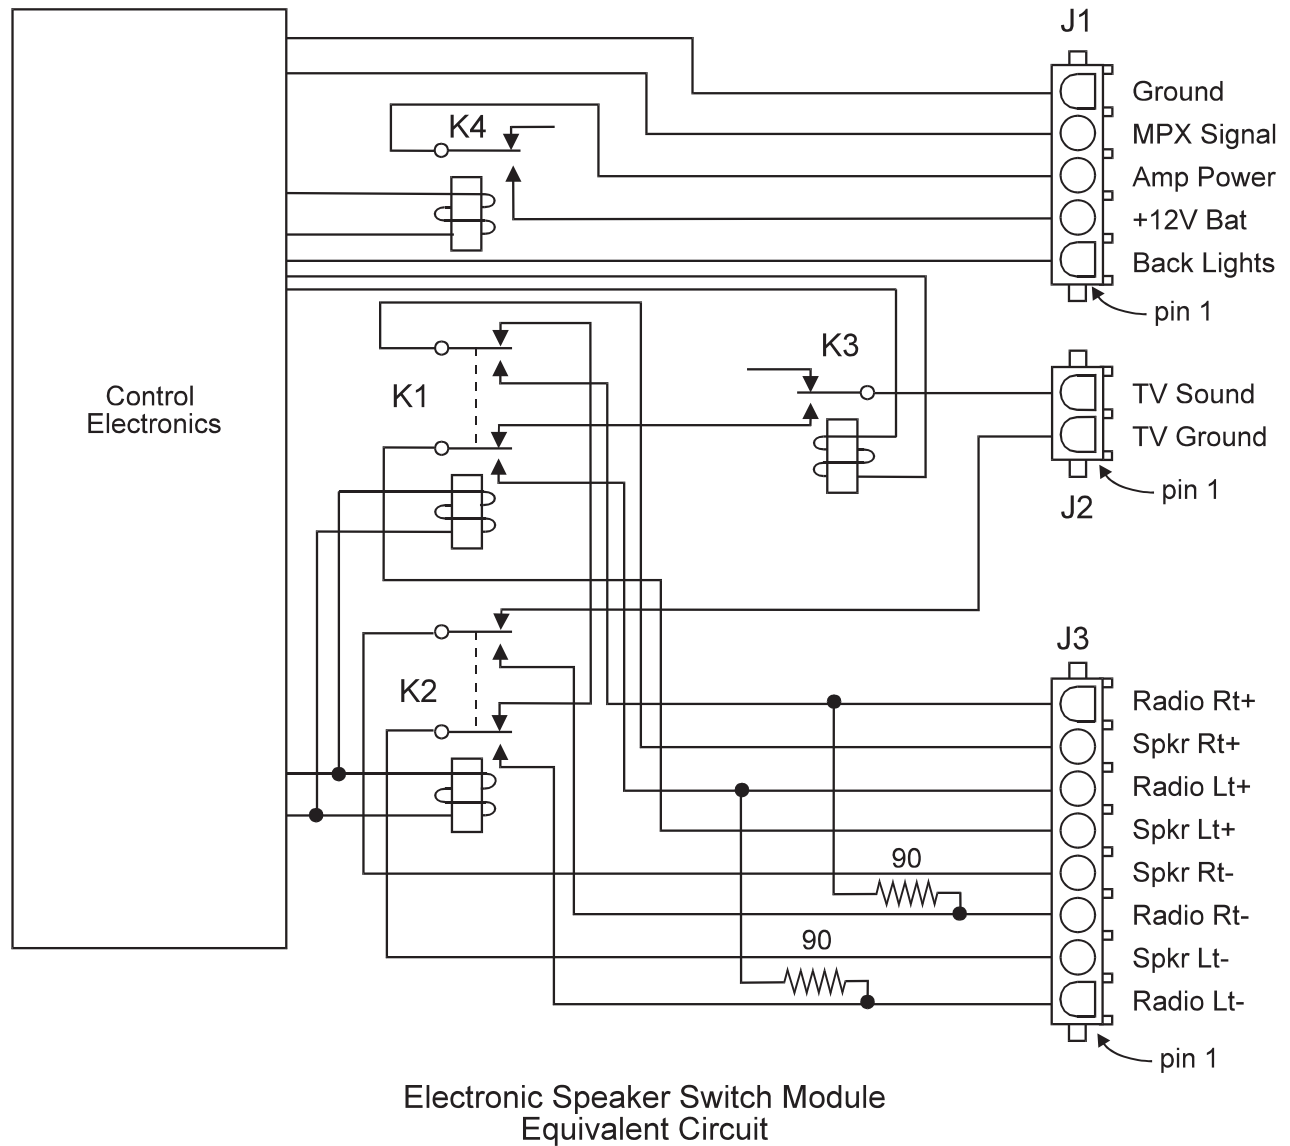 J1
Ground
K4
MPX Signal
Amp Power
+12V Bat
Back Lights
pin 1
K3
K1
Control
Electronics
TV Sound
TV Ground
pin 1
J2
J3
K2
Radio Rt+
Spkr Rt+
Radio Lt+
Spkr Lt+
90
Spkr Rt-
Radio Rt-
90
Spkr Lt-
Radio Lt-
pin 1
Electronic Speaker Switch Module
Equivalent Circuit